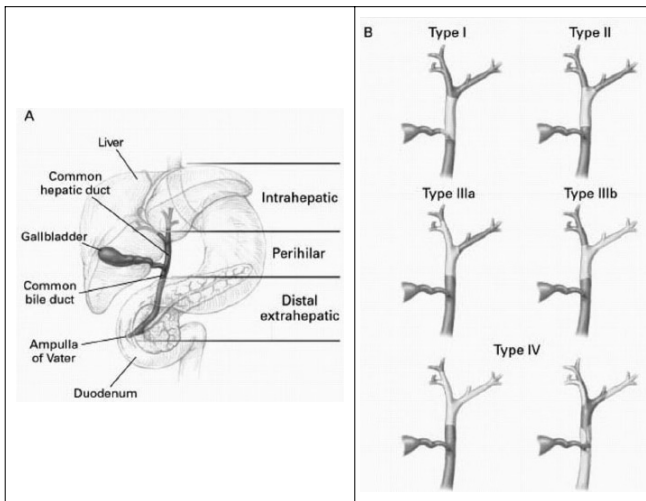 A
Liver
Common
hepatic duct
Gallbladder
Common
bile duct
Ampulla
of Vater
Duodenum
Intrahepatic
Perihilar
Distal
extrahepatic
B
Type I
Type II
Type IIIa
Type IIIb
Type IV